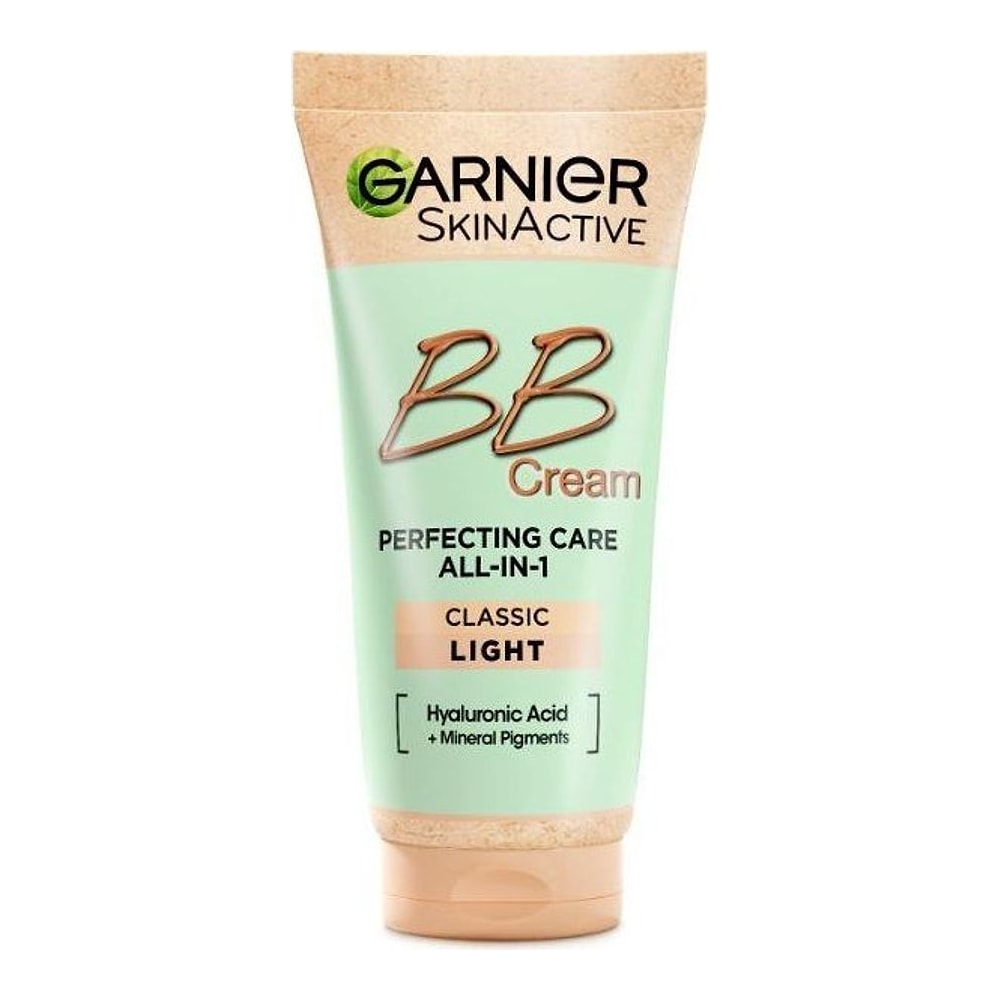 GARNIER
SKINACTIVE
BB
Cream
PERFECTING CARE
ALL-IN-1
CLASSIC
LIGHT
Hyaluronic Acid
+ Mineral Pigments